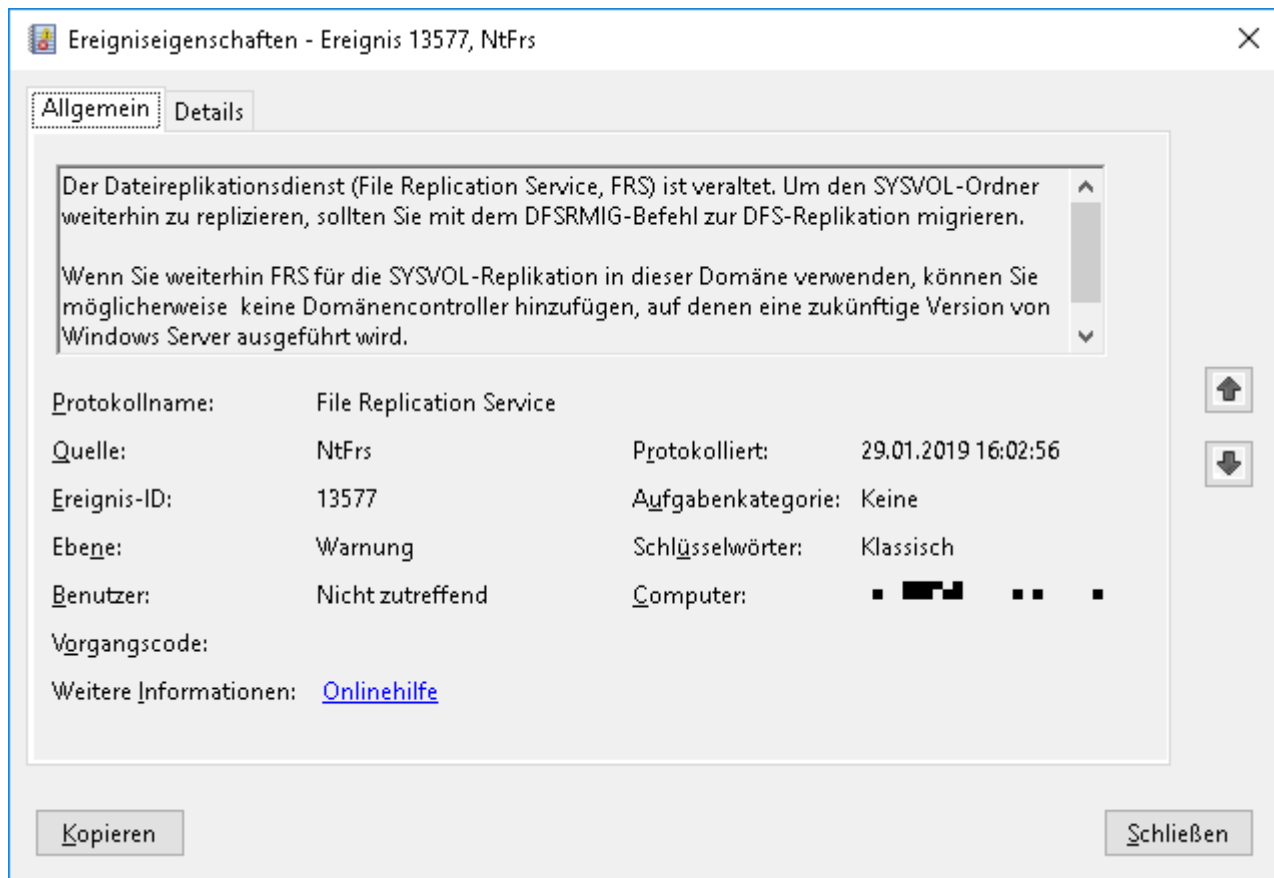 Ereigniseigenschaften - Ereignis 13577, NtFrs
Allgemein Details
Der Dateireplikationsdienst (File Replication Service, FRS) ist veraltet. Um den SYSVOL-Ordner
weiterhin zu replizieren, sollten Sie mit dem DFSRMIG-Befehl zur DFS-Replikation migrieren.
Wenn Sie weiterhin FRS für die SYSVOL-Replikation in dieser Domäne verwenden, können Sie
möglicherweise  keine Domänencontroller hinzufügen, auf denen eine zukünftige Version von
Windows Server ausgeführt wird.
Protokollname: File Replication Service
Quelle: NtFrs Protokolliert: 29.01.2019 16:02:56
Ereignis-ID: 13577 Aufgabenkategorie: Keine
Ebene: Warnung Schlüsselwörter: Klassisch
Benutzer: Nicht zutreffend Computer:
Vorgangscode:
Weitere Informationen: Onlinehilfe
Kopieren Schließen